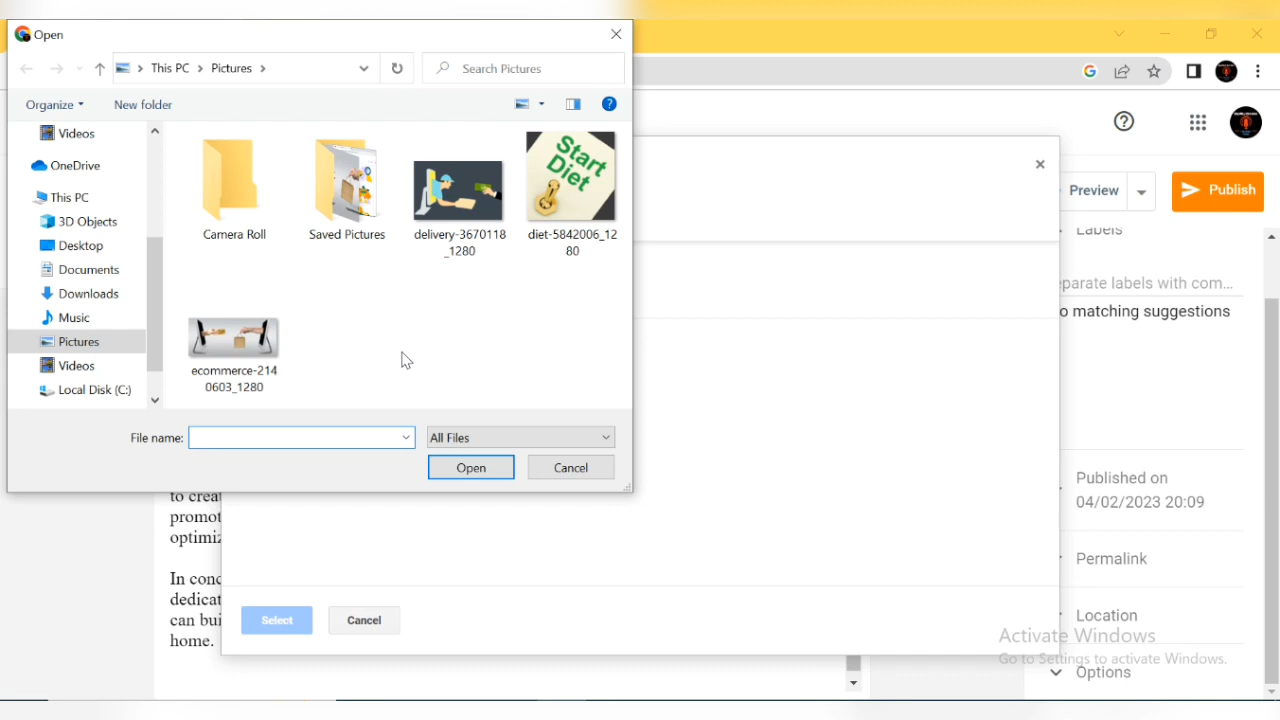 Open
This PC
Pictures
Search Pictures
Organize
New folder
Videos
OneDrive
This PC
3D Objects
Desktop
Documents
Downloads
Music
Pictures
Videos
Local Disk (C:)
Camera Roll
Saved Pictures
delivery-3670118
_1280
Start
Diet
diet-5842006_12
80
ecommerce-214
0603_1280
File name:
All Files
Open
Cancel
Preview
Publish
Labels
parate labels with com...
o matching suggestions
Published on
04/02/2023 20:09
Permalink
Location
Options
to crea
promot
optimiz
In conc
dedicat
can bui
home.
Select
Cancel
Activate Windows
Go to Settings to activate Windows.